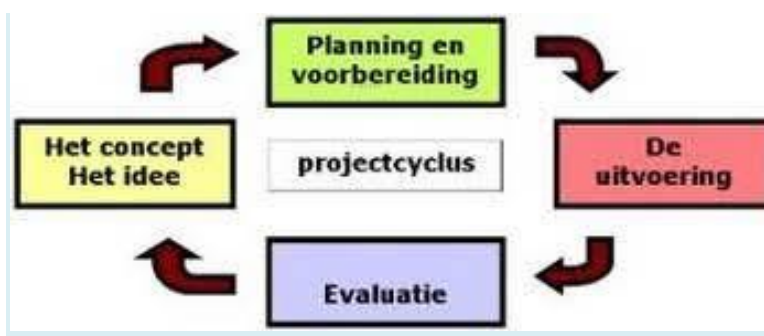 Planning en
voorbereiding
Het concept
Het idee
projectcyclus
De
uitvoering
Evaluatie